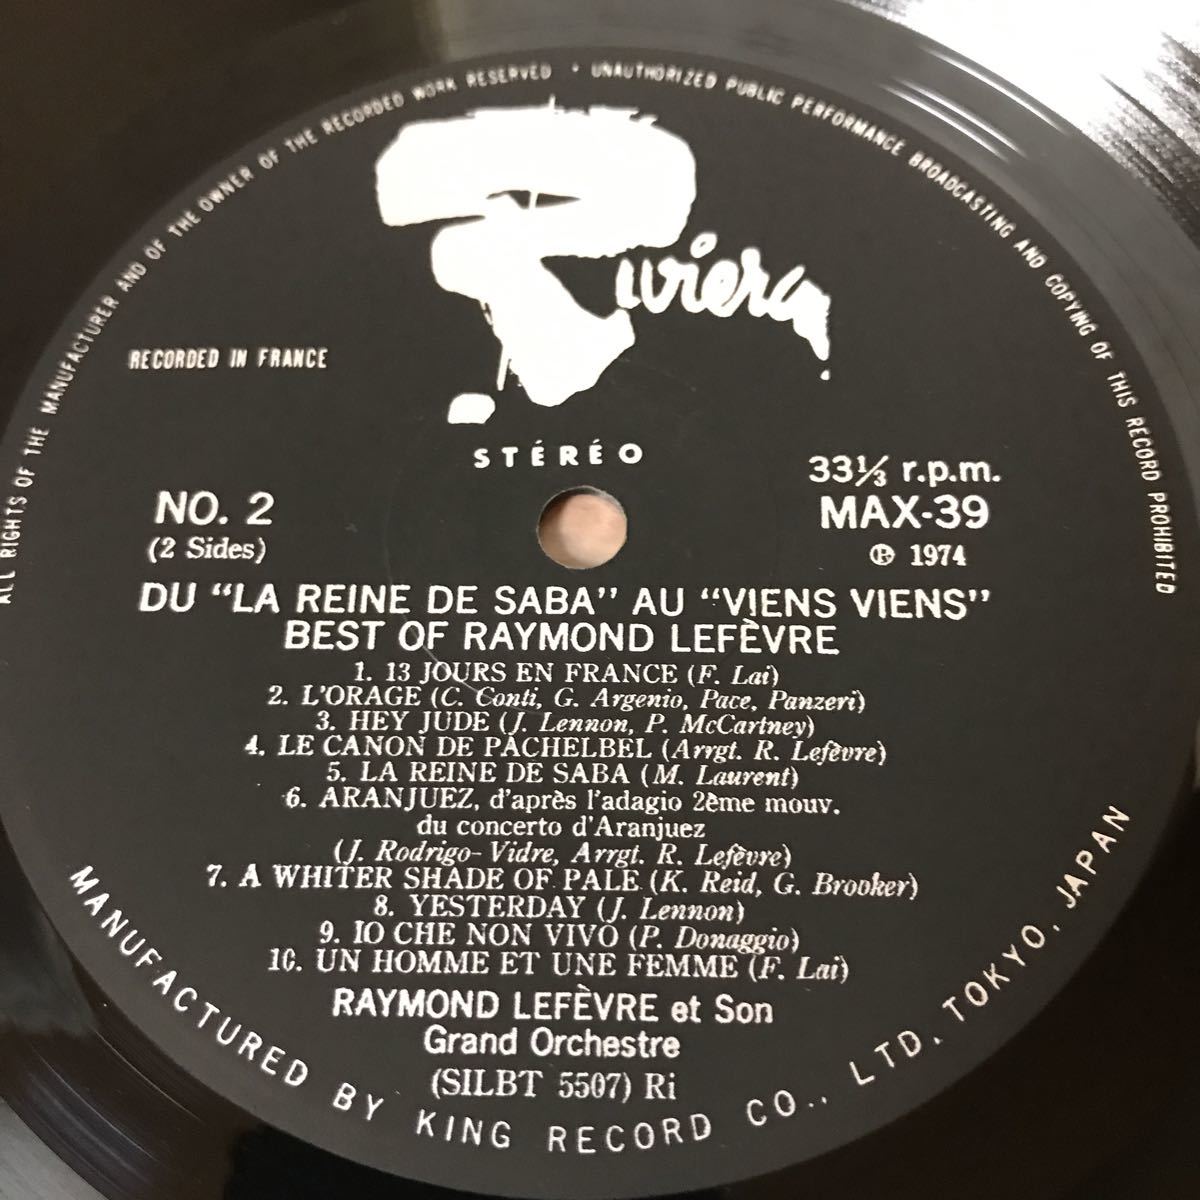 ALL RIGHTS OF THE MANUFACTURER AND OF THE OWNER OF THE RECORDED WORK RESERVED • UNAUTHORIZED PUBLIC PERFORMANCE BROADCASTING AND COPYING OF THIS RECORD PROHIBITED
Riviera
RECORDED IN FRANCE
STÉRÉO
33⅓ r.p.m.
NO. 2
MAX-39
(2 Sides)
℗ 1974
DU "LA REINE DE SABA" AU "VIENS VIENS"
BEST OF RAYMOND LEFÈVRE
1. 13 JOURS EN FRANCE (F. Lai)
2. L'ORAGE (C. Conti, G. Argenio, Pace, Panzeri)
3. HEY JUDE (J. Lennon, P. McCartney)
4. LE CANON DE PACHELBEL (Arrgt. R. Lefèvre)
5. LA REINE DE SABA (M. Laurent)
6. ARANJUEZ, d'après l'adagio 2ème mouv.
du concerto d'Aranjuez
(J. Rodrigo-Vidre, Arrgt. R. Lefèvre)
7. A WHITER SHADE OF PALE (K. Reid, G. Brooker)
8. YESTERDAY (J. Lennon)
9. IO CHE NON VIVO (P. Donaggio)
10. UN HOMME ET UNE FEMME (F. Lai)
RAYMOND LEFÈVRE et Son
Grand Orchestre
(SILBT 5507) Ri
MANUFACTURED BY KING RECORD CO., LTD. TOKYO, JAPAN